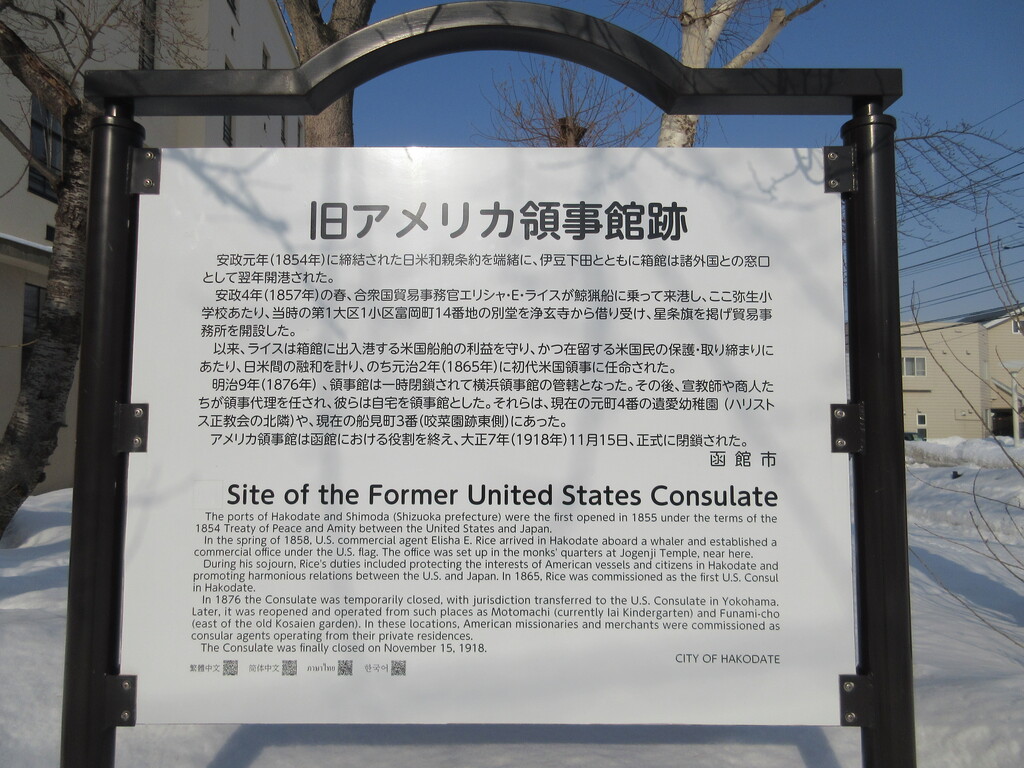 旧アメリカ領事館跡
安政元年(1854年)に締結された日米和親条約を端緒に、伊豆下田とともに箱館は諸外国との窓口
として翌年開港された。
安政4年(1857年)の春、合衆国貿易事務官エリシャ・E・ライスが鯨猟船に乗って来港し、ここ弥生小
学校あたり、当時の第1大区1小区富岡町14番地の別堂を浄玄寺から借り受け、星条旗を掲げ貿易事
務所を開設した。
以来、ライスは箱館に出入港する米国船舶の利益を守り、かつ在留する米国民の保護・取り締まりに
あたり、日米間の融和を計り、のち元治2年(1865年)に初代米国領事に任命された。
明治9年(1876年)、領事館は一時閉鎖されて横浜領事館の管轄となった。その後、宣教師や商人た
ちが領事代理を任され、彼らは自宅を領事館とした。それらは、現在の元町4番の遺愛幼稚園(ハリスト
ス正教会の北隣)や、現在の船見町3番(咬菜園跡東側)にあった。
アメリカ領事館は函館における役割を終え、大正7年(1918年)11月15日、正式に閉鎖された。
函館市
Site of the Former United States Consulate
The ports of Hakodate and Shimoda (Shizuoka prefecture) were the first opened in 1855 under the terms of the
1854 Treaty of Peace and Amity between the United States and Japan.
In the spring of 1858, U.S. commercial agent Elisha E. Rice arrived in Hakodate aboard a whaler and established a
commercial office under the U.S. flag. The office was set up in the monks' quarters at Jogenji Temple, near here.
During his sojourn, Rice's duties included protecting the interests of American vessels and citizens in Hakodate and
promoting harmonious relations between the U.S. and Japan. In 1865, Rice was commissioned as the first U.S. Consul
in Hakodate.
In 1876 the Consulate was temporarily closed, with jurisdiction transferred to the U.S. Consulate in Yokohama.
Later, it was reopened and operated from such places as Motomachi (currently Iai Kindergarten) and Funami-cho
(east of the old Kosaien garden). In these locations, American missionaries and merchants were commissioned as
consular agents operating from their private residences.
The Consulate was finally closed on November 15, 1918.
CITY OF HAKODATE
繁體中文 简体中文 ภาษาไทย 한국어